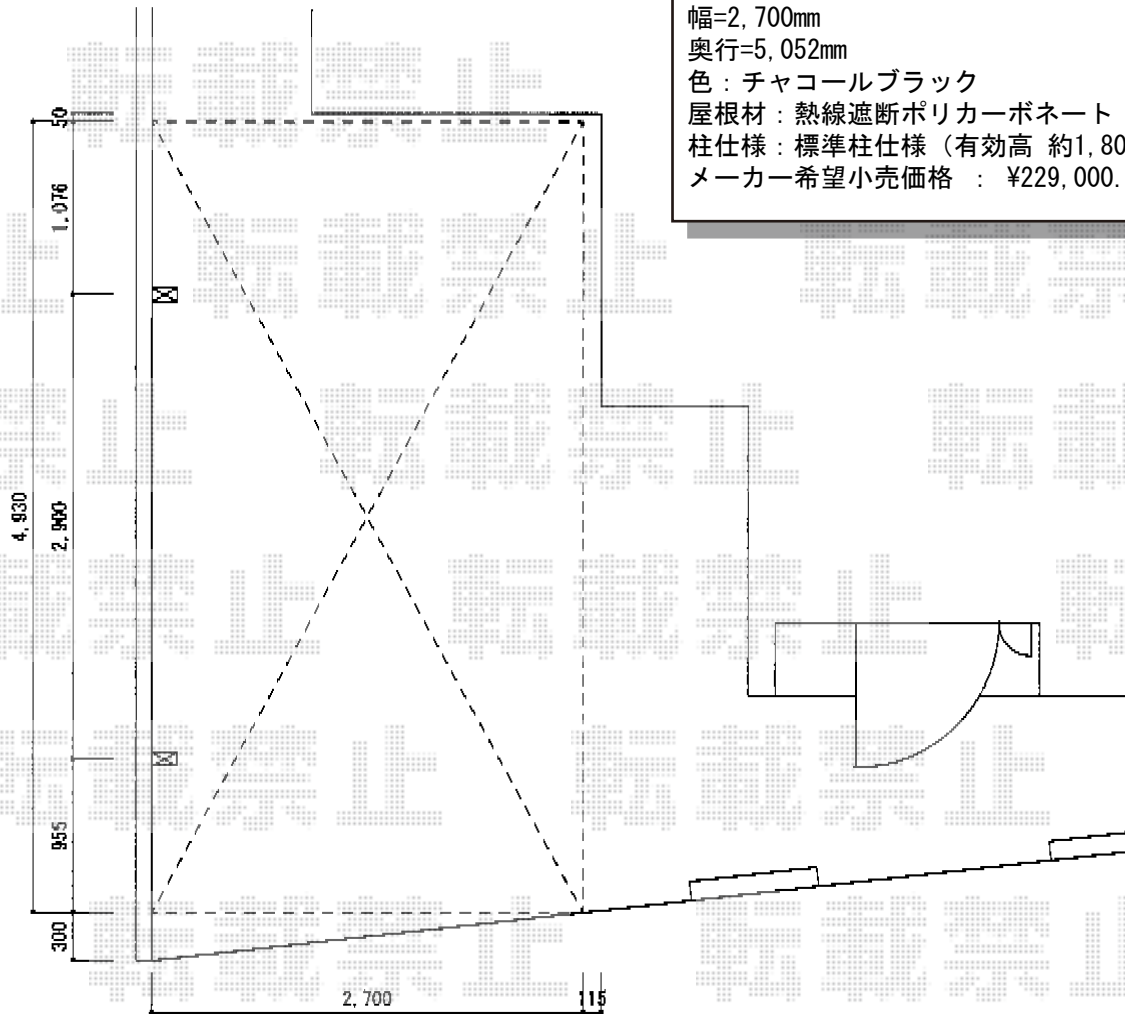 幅=2,700mm
奥行=5,052mm
色：チャコールブラック
屋根材：熱線遮断ポリカーボネート
柱仕様：標準柱仕様（有効高 約1,80
メーカー希望小売価格 ： ¥229,000.
50
1,076
4,930
2,900
955
300
2,700
115
転載禁止